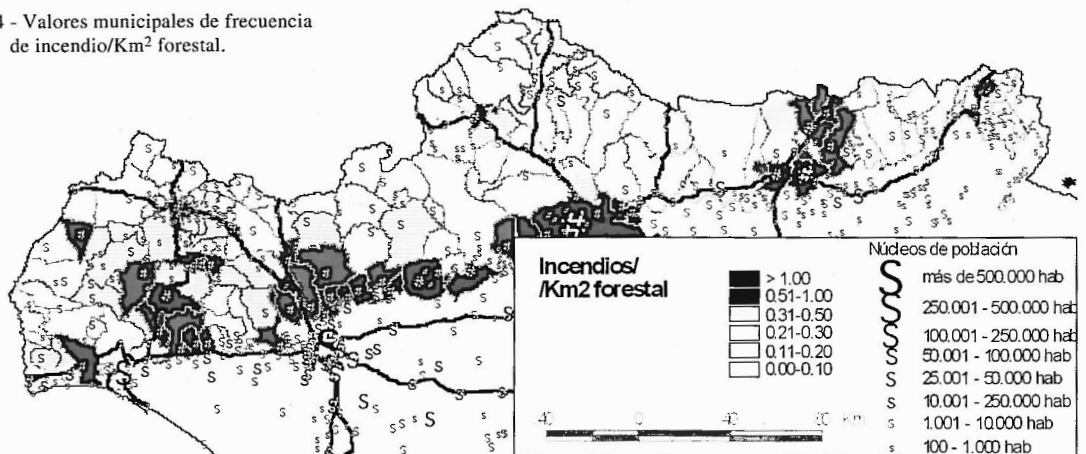 4 - Valores municipales de frecuencia
de incendio/Km² forestal.
Incendios/
/Km2 forestal
> 1.00
0.51-1.00
0.31-0.50
0.21-0.30
0.11-0.20
0.00-0.10
Núcleos de población
más de 500.000 hab
250.001 - 500.000 hab
100.001 - 250.000 hab
50.001 - 100.000 hab
25.001 - 50.000 hab
10.001 - 250.000 hab
1.001 - 10.000 hab
100 - 1.000 hab
40 0 40 Km